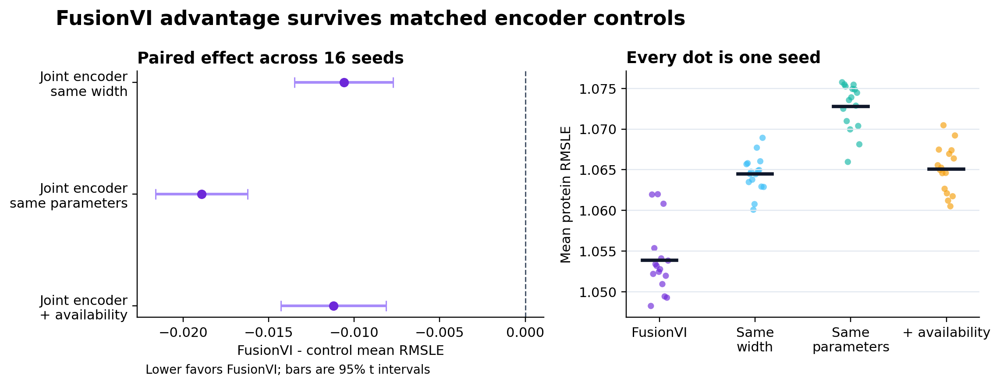 FusionVI advantage survives matched encoder controls
Paired effect across 16 seeds
Joint encoder
same width
Joint encoder
same parameters
Joint encoder
+ availability
−0.020
−0.015
−0.010
−0.005
0.000
FusionVI - control mean RMSLE
Lower favors FusionVI; bars are 95% t intervals
Every dot is one seed
Mean protein RMSLE
1.075
1.070
1.065
1.060
1.055
1.050
FusionVI
Same
width
Same
parameters
+ availability